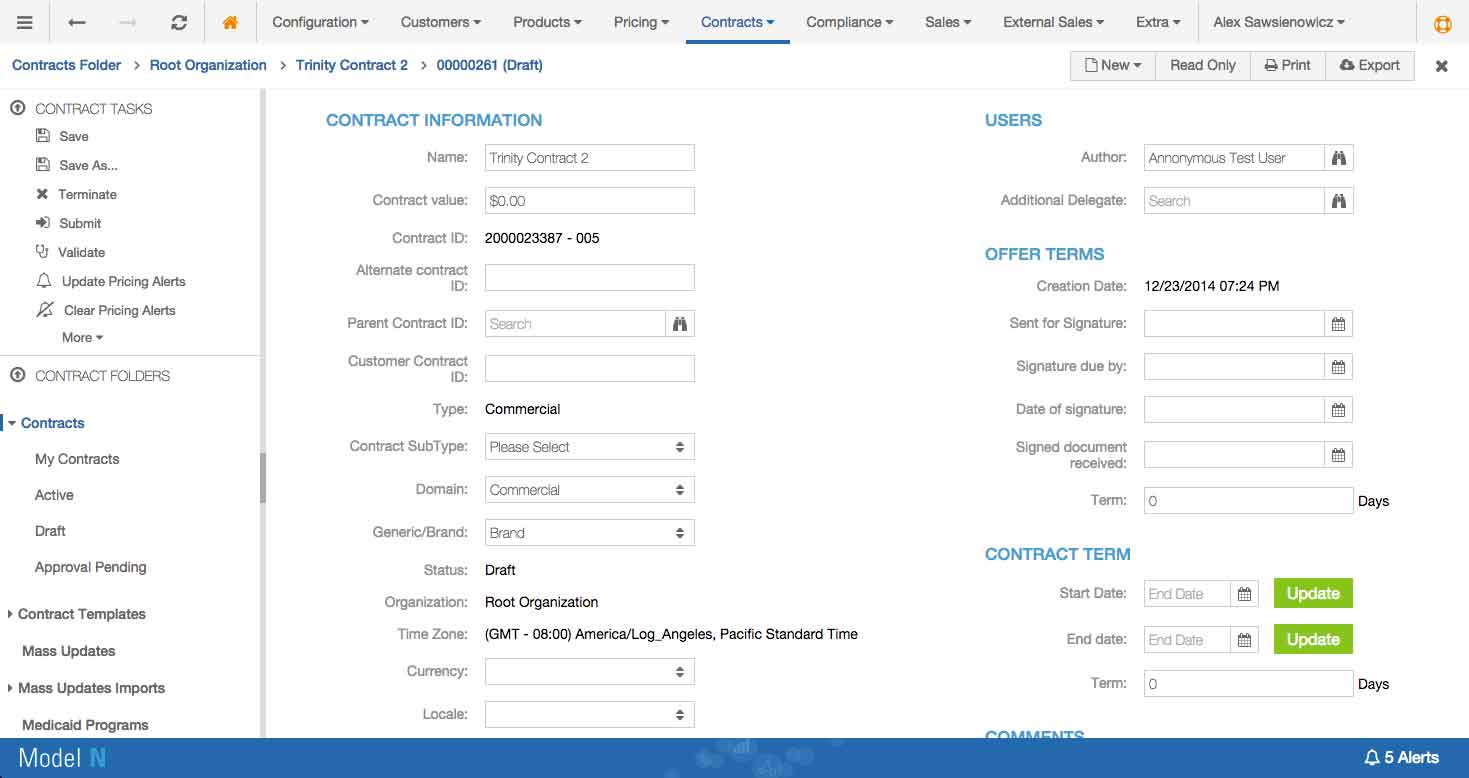 Configuration Customers Products Pricing Contracts Compliance Sales External Sales Extra Alex Sawsienowicz
Contracts Folder > Root Organization > Trinity Contract 2 > 00000261 (Draft)
New Read Only Print Export
CONTRACT TASKS
Save
Save As...
Terminate
Submit
Validate
Update Pricing Alerts
Clear Pricing Alerts
More
CONTRACT FOLDERS
Contracts
My Contracts
Active
Draft
Approval Pending
Contract Templates
Mass Updates
Mass Updates Imports
Medicaid Programs
CONTRACT INFORMATION
Name: Trinity Contract 2
Contract value: $0.00
Contract ID: 2000023387 - 005
Alternate contract
ID:
Parent Contract ID: Search
Customer Contract
ID:
Type: Commercial
Contract SubType: Please Select
Domain: Commercial
Generic/Brand: Brand
Status: Draft
Organization: Root Organization
Time Zone: (GMT - 08:00) America/Log_Angeles, Pacific Standard Time
Currency:
Locale:
USERS
Author: Annonymous Test User
Additional Delegate: Search
OFFER TERMS
Creation Date: 12/23/2014 07:24 PM
Sent for Signature:
Signature due by:
Date of signature:
Signed document
received:
Term: 0 Days
CONTRACT TERM
Start Date: End Date Update
End date: End Date Update
Term: 0 Days
COMMENTS
Model N
5 Alerts